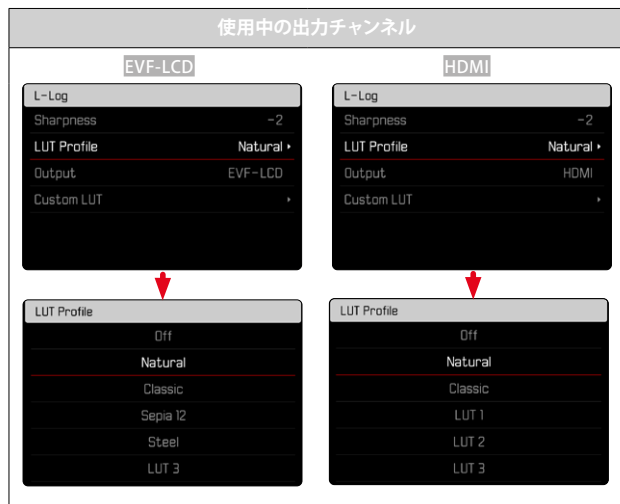 使用中の出力チャンネル
EVF-LCD
L-Log
Sharpness -2
LUT Profile Natural
Output EVF-LCD
Custom LUT
LUT Profile
Off
Natural
Classic
Sepia 12
Steel
LUT 3
HDMI
L-Log
Sharpness -2
LUT Profile Natural
Output HDMI
Custom LUT
LUT Profile
Off
Natural
Classic
LUT 1
LUT 2
LUT 3